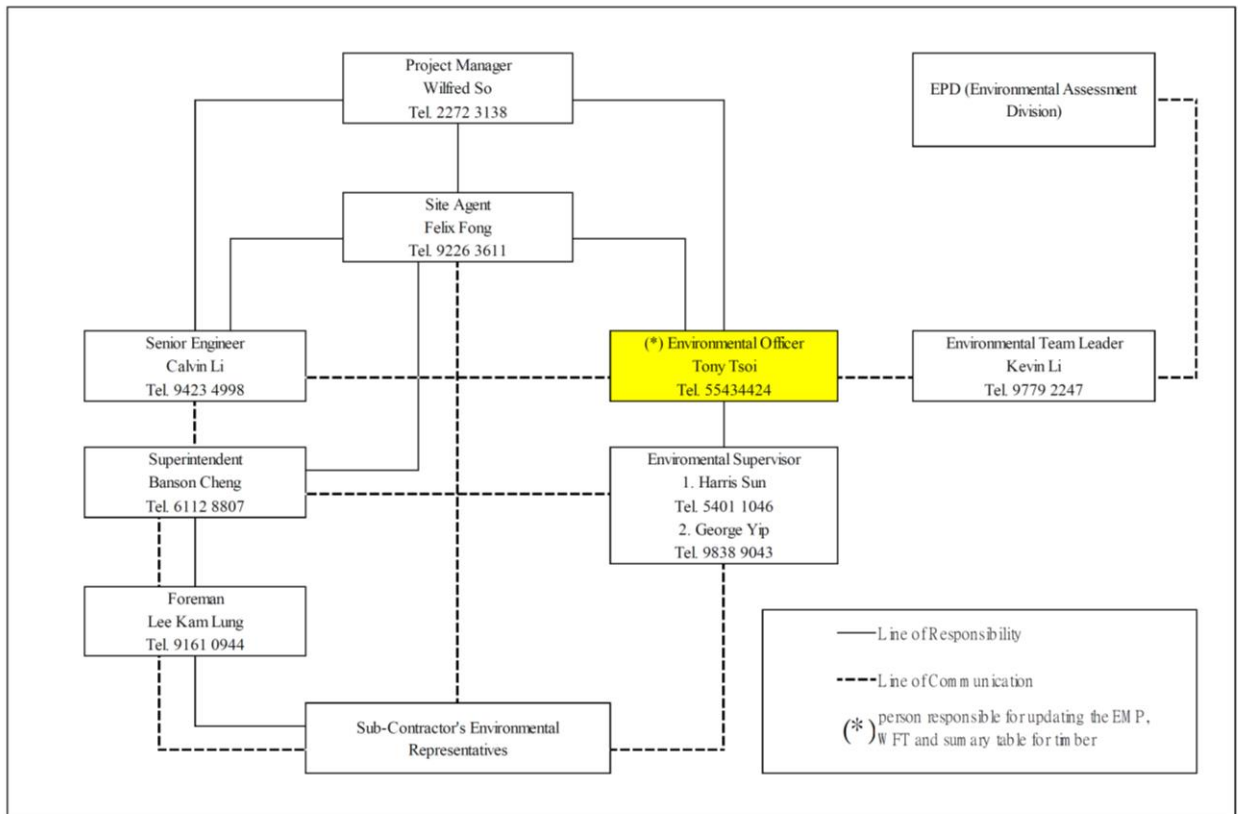 Project Manager
Wilfred So
Tel. 2272 3138
EPD (Environmental Assessment
Division)
Site Agent
Felix Fong
Tel. 9226 3611
Senior Engineer
Calvin Li
Tel. 9423 4998
(*) Environmental Officer
Tony Tsoi
Tel. 55434424
Environmental Team Leader
Kevin Li
Tel. 9779 2247
Superintendent
Banson Cheng
Tel. 6112 8807
Enviromental Supervisor
1. Harris Sun
Tel. 5401 1046
2. George Yip
Tel. 9838 9043
Foreman
Lee Kam Lung
Tel. 9161 0944
Sub-Contractor's Environmental
Representatives
Line of Responsibility
Line of Communication
(*) person responsible for updating the EMP,
WFT and sumary table for timber